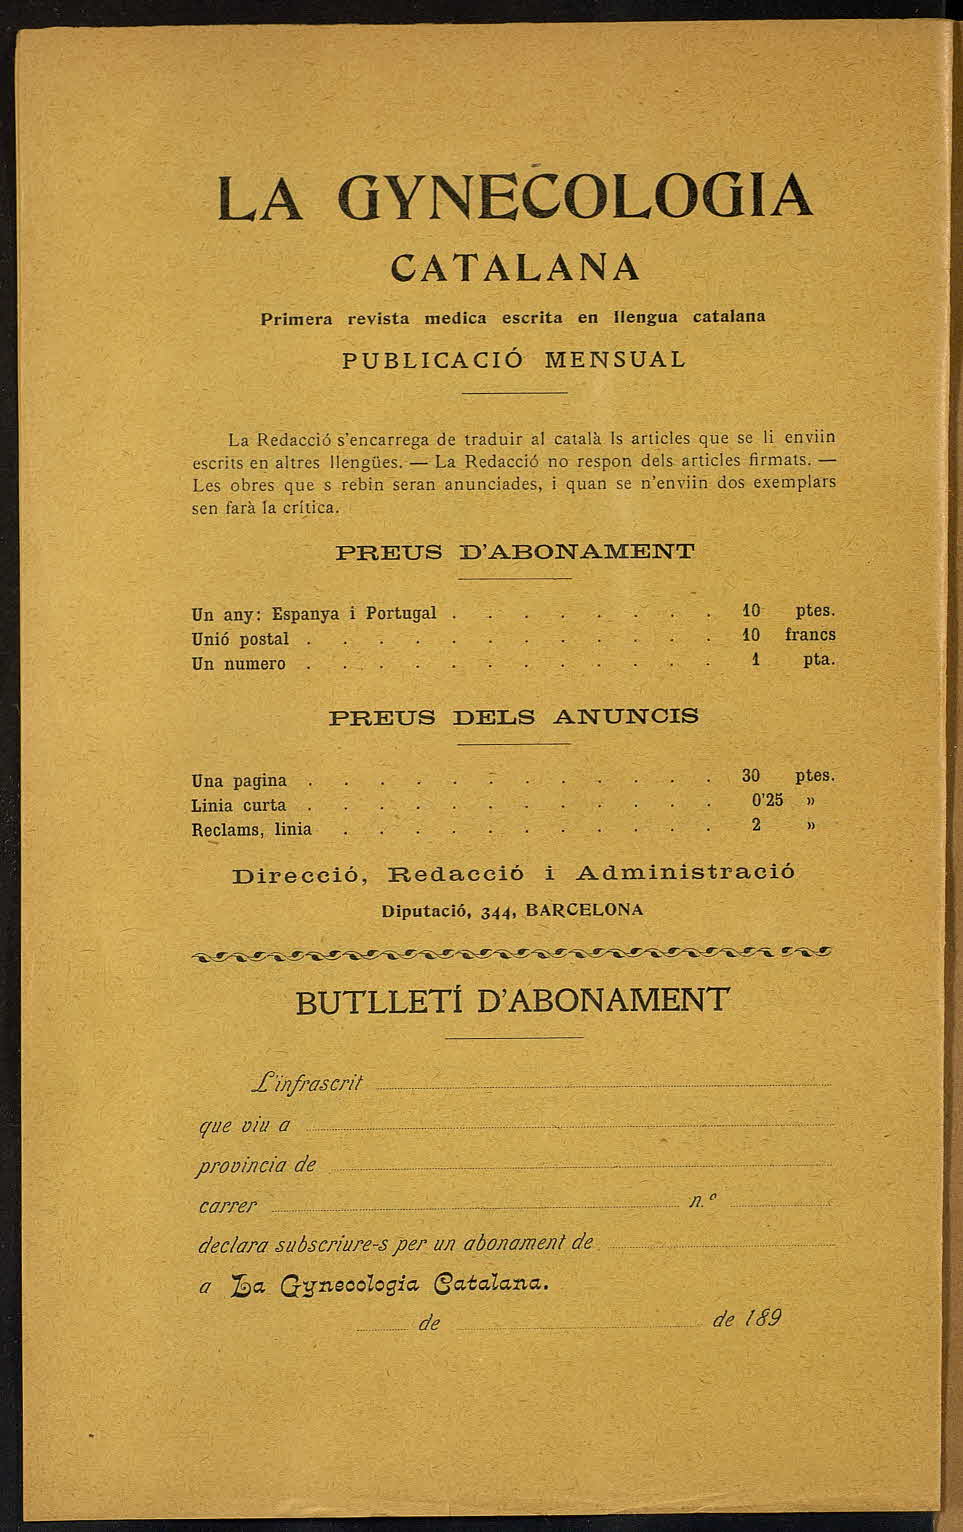 LA GYNECOLOGIA
CATALANA
Primera revista medica escrita en llengua catalana
PUBLICACIÓ MENSUAL
La Redacció s'encarrega de traduir al català ls articles que se li enviin
escrits en altres llengües. — La Redacció no respon dels articles firmats. —
Les obres que s rebin seran anunciades, i quan se n'enviin dos exemplars
sen farà la crítica.
PREUS D'ABONAMENT
Un any: Espanya i Portugal . . . . . . . . 10 ptes.
Unió postal . . . . . . . . . . . . 10 francs
Un numero . . . . . . . . . . . . 1 pta.
PREUS DELS ANUNCIS
Una pagina . . . . . . . . . . . . 30 ptes.
Linia curta . . . . . . . . . . . . 0'25 »
Reclams, linia . . . . . . . . . . . 2 »
Direcció, Redacció i Administració
Diputació, 344, BARCELONA
BUTLLETÍ D'ABONAMENT
L'infrascrit
que viu a
provincia de
carrer n.º
declara subscriure-s per un abonament de
a La Gynecologia Catalana.
de de 189